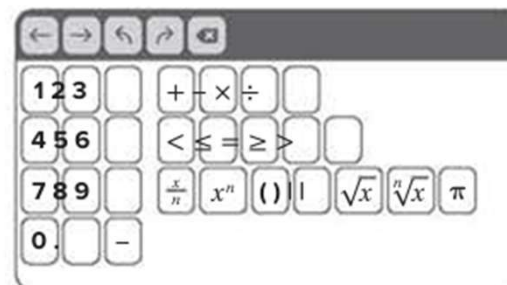 ← → ↰ ↱ ⌫
1 2 3 + - × ÷
4 5 6 < ≤ = ≥ >
7 8 9 x/n xⁿ ( ) | | √x ⁿ√x π
0 . −